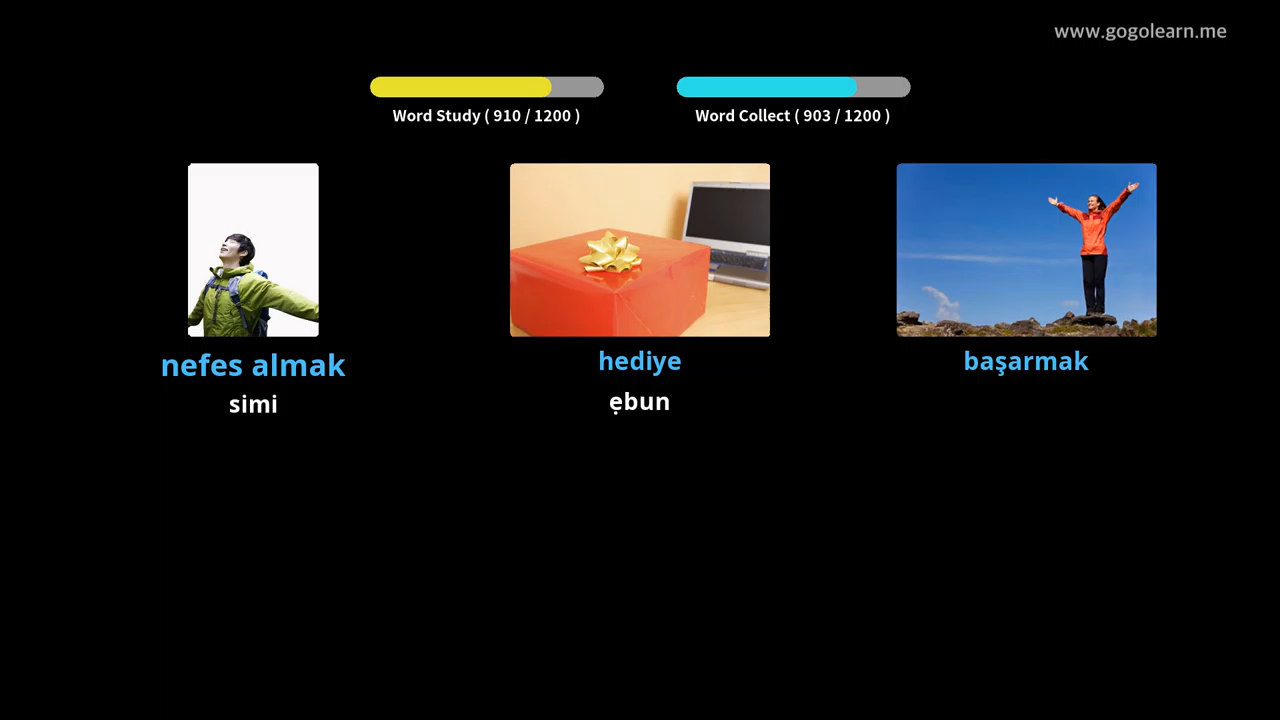 www.gogolearn.me
Word Study ( 910 / 1200 )
Word Collect ( 903 / 1200 )
nefes almak
simi
hediye
ẹbun
başarmak